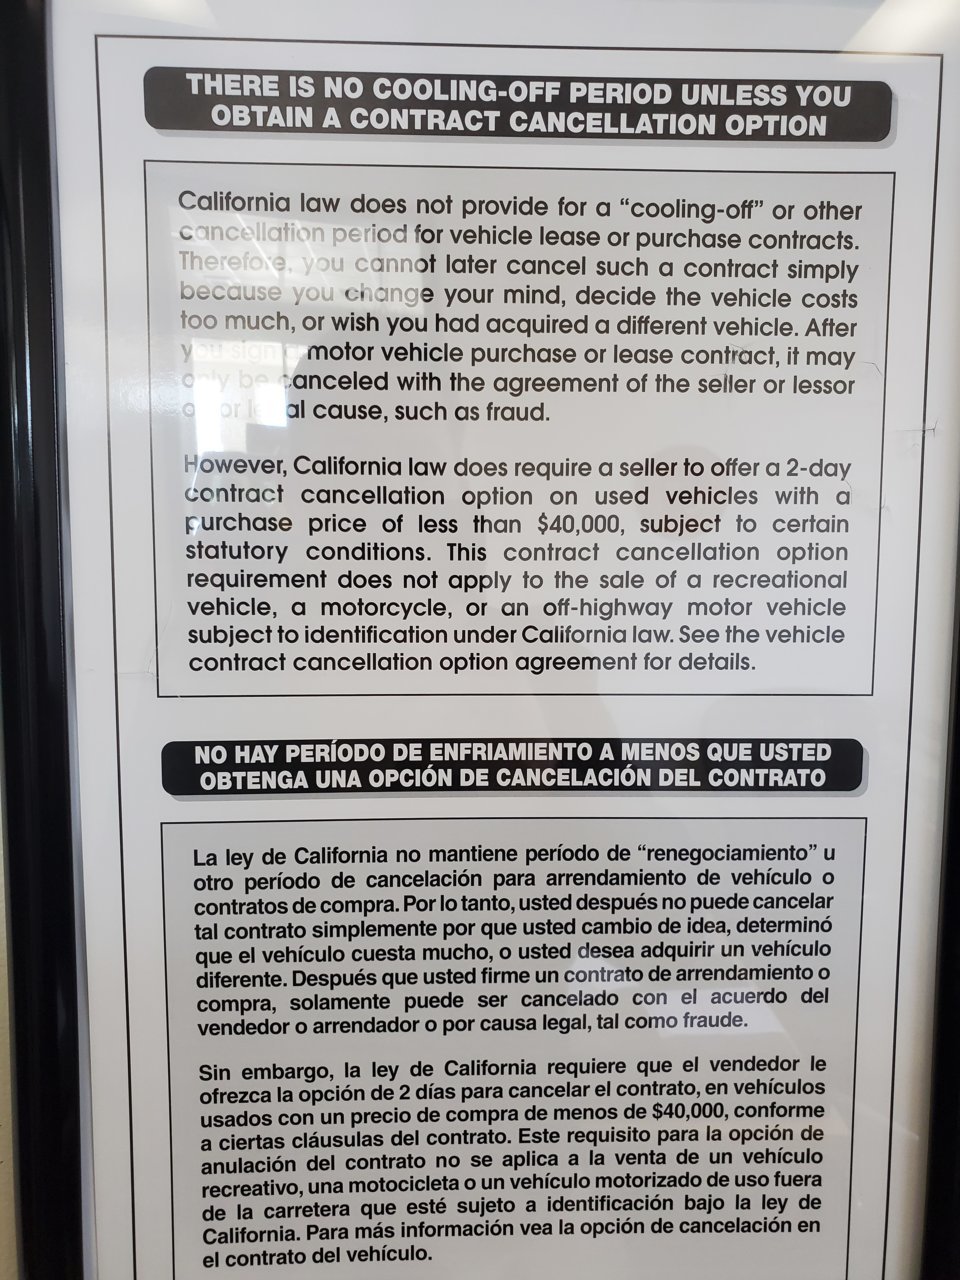 THERE IS NO COOLING-OFF PERIOD UNLESS YOU
OBTAIN A CONTRACT CANCELLATION OPTION
California law does not provide for a “cooling-off” or other
cancellation period for vehicle lease or purchase contracts.
Therefore, you cannot later cancel such a contract simply
because you change your mind, decide the vehicle costs
too much, or wish you had acquired a different vehicle. After
you sign a motor vehicle purchase or lease contract, it may
only be canceled with the agreement of the seller or lessor
or for legal cause, such as fraud.
However, California law does require a seller to offer a 2-day
contract cancellation option on used vehicles with a
purchase price of less than $40,000, subject to certain
statutory conditions. This contract cancellation option
requirement does not apply to the sale of a recreational
vehicle, a motorcycle, or an off-highway motor vehicle
subject to identification under California law. See the vehicle
contract cancellation option agreement for details.
NO HAY PERÍODO DE ENFRIAMIENTO A MENOS QUE USTED
OBTENGA UNA OPCIÓN DE CANCELACIÓN DEL CONTRATO
La ley de California no mantiene período de “renegociamiento” u
otro período de cancelación para arrendamiento de vehículo o
contratos de compra. Por lo tanto, usted después no puede cancelar
tal contrato simplemente por que usted cambio de idea, determinó
que el vehículo cuesta mucho, o usted desea adquirir un vehículo
diferente. Después que usted firme un contrato de arrendamiento o
compra, solamente puede ser cancelado con el acuerdo del
vendedor o arrendador o por causa legal, tal como fraude.
Sin embargo, la ley de California requiere que el vendedor le
ofrezca la opción de 2 días para cancelar el contrato, en vehículos
usados con un precio de compra de menos de $40,000, conforme
a ciertas cláusulas del contrato. Este requisito para la opción de
anulación del contrato no se aplica a la venta de un vehículo
recreativo, una motocicleta o un vehículo motorizado de uso fuera
de la carretera que esté sujeto a identificación bajo la ley de
California. Para más información vea la opción de cancelación en
el contrato del vehículo.